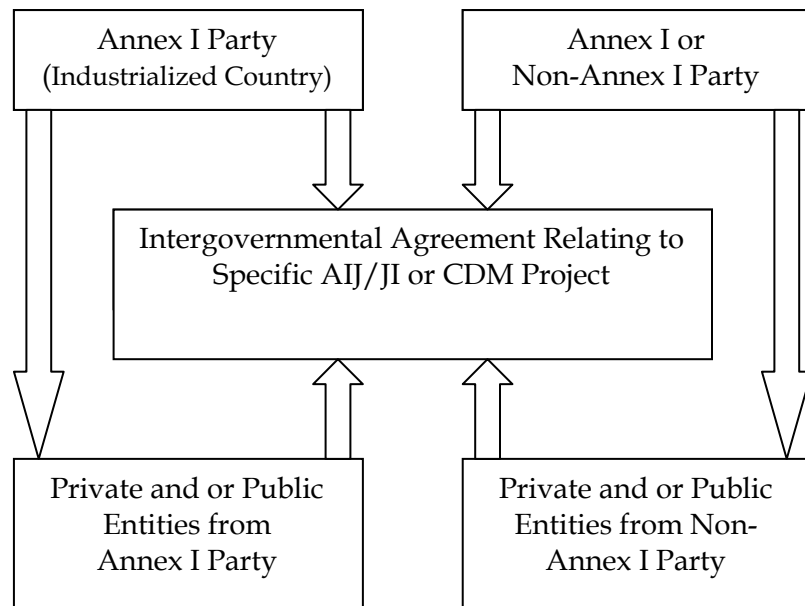 Annex I Party
(Industrialized Country)
Annex I or
Non-Annex I Party
Intergovernmental Agreement Relating to
Specific AIJ/JI or CDM Project
Private and or Public
Entities from
Annex I Party
Private and or Public
Entities from Non-
Annex I Party